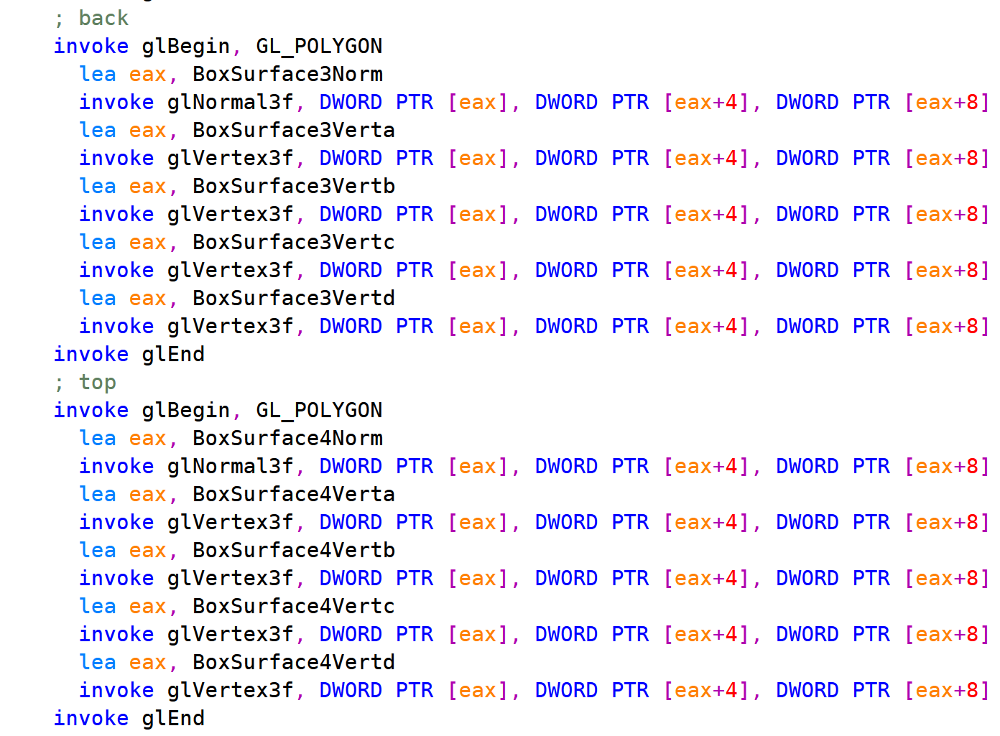 ; back
invoke glBegin, GL_POLYGON
lea eax, BoxSurface3Norm
invoke glNormal3f, DWORD PTR [eax], DWORD PTR [eax+4], DWORD PTR [eax+8]
lea eax, BoxSurface3Verta
invoke glVertex3f, DWORD PTR [eax], DWORD PTR [eax+4], DWORD PTR [eax+8]
lea eax, BoxSurface3Vertb
invoke glVertex3f, DWORD PTR [eax], DWORD PTR [eax+4], DWORD PTR [eax+8]
lea eax, BoxSurface3Vertc
invoke glVertex3f, DWORD PTR [eax], DWORD PTR [eax+4], DWORD PTR [eax+8]
lea eax, BoxSurface3Vertd
invoke glVertex3f, DWORD PTR [eax], DWORD PTR [eax+4], DWORD PTR [eax+8]
invoke glEnd
; top
invoke glBegin, GL_POLYGON
lea eax, BoxSurface4Norm
invoke glNormal3f, DWORD PTR [eax], DWORD PTR [eax+4], DWORD PTR [eax+8]
lea eax, BoxSurface4Verta
invoke glVertex3f, DWORD PTR [eax], DWORD PTR [eax+4], DWORD PTR [eax+8]
lea eax, BoxSurface4Vertb
invoke glVertex3f, DWORD PTR [eax], DWORD PTR [eax+4], DWORD PTR [eax+8]
lea eax, BoxSurface4Vertc
invoke glVertex3f, DWORD PTR [eax], DWORD PTR [eax+4], DWORD PTR [eax+8]
lea eax, BoxSurface4Vertd
invoke glVertex3f, DWORD PTR [eax], DWORD PTR [eax+4], DWORD PTR [eax+8]
invoke glEnd